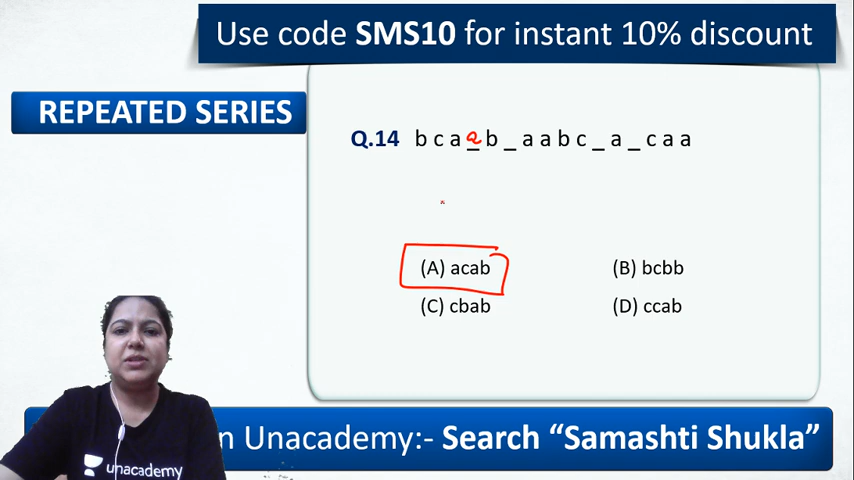 Use code SMS10 for instant 10% discount
REPEATED SERIES
Q.14 b c a a b _ a a b c _ a _ c a a
(A) acab
(B) bcbb
(C) cbab
(D) ccab
n Unacademy:- Search “Samashti Shukla”
unacademy